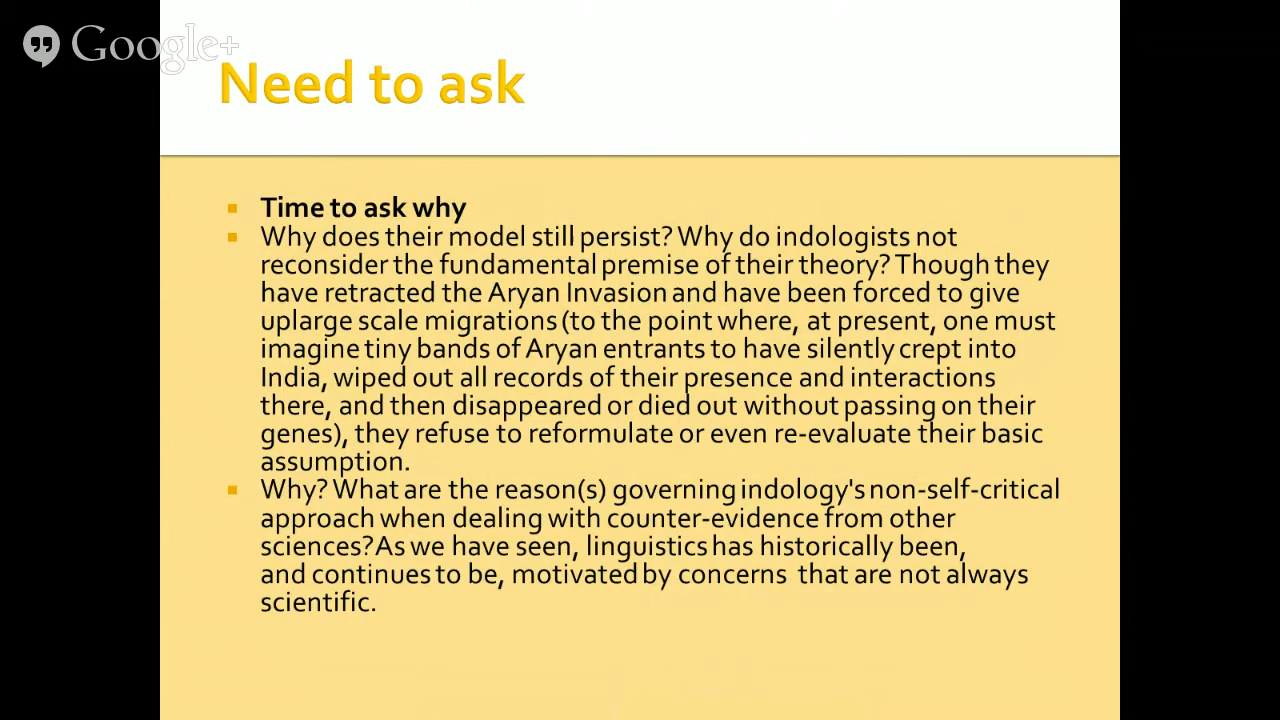 Google+
Need to ask
Time to ask why
Why does their model still persist? Why do indologists not
reconsider the fundamental premise of their theory? Though they
have retracted the Aryan Invasion and have been forced to give
uplarge scale migrations (to the point where, at present, one must
imagine tiny bands of Aryan entrants to have silently crept into
India, wiped out all records of their presence and interactions
there, and then disappeared or died out without passing on their
genes), they refuse to reformulate or even re-evaluate their basic
assumption.
Why? What are the reason(s) governing indology's non-self-critical
approach when dealing with counter-evidence from other
sciences? As we have seen, linguistics has historically been,
and continues to be, motivated by concerns that are not always
scientific.